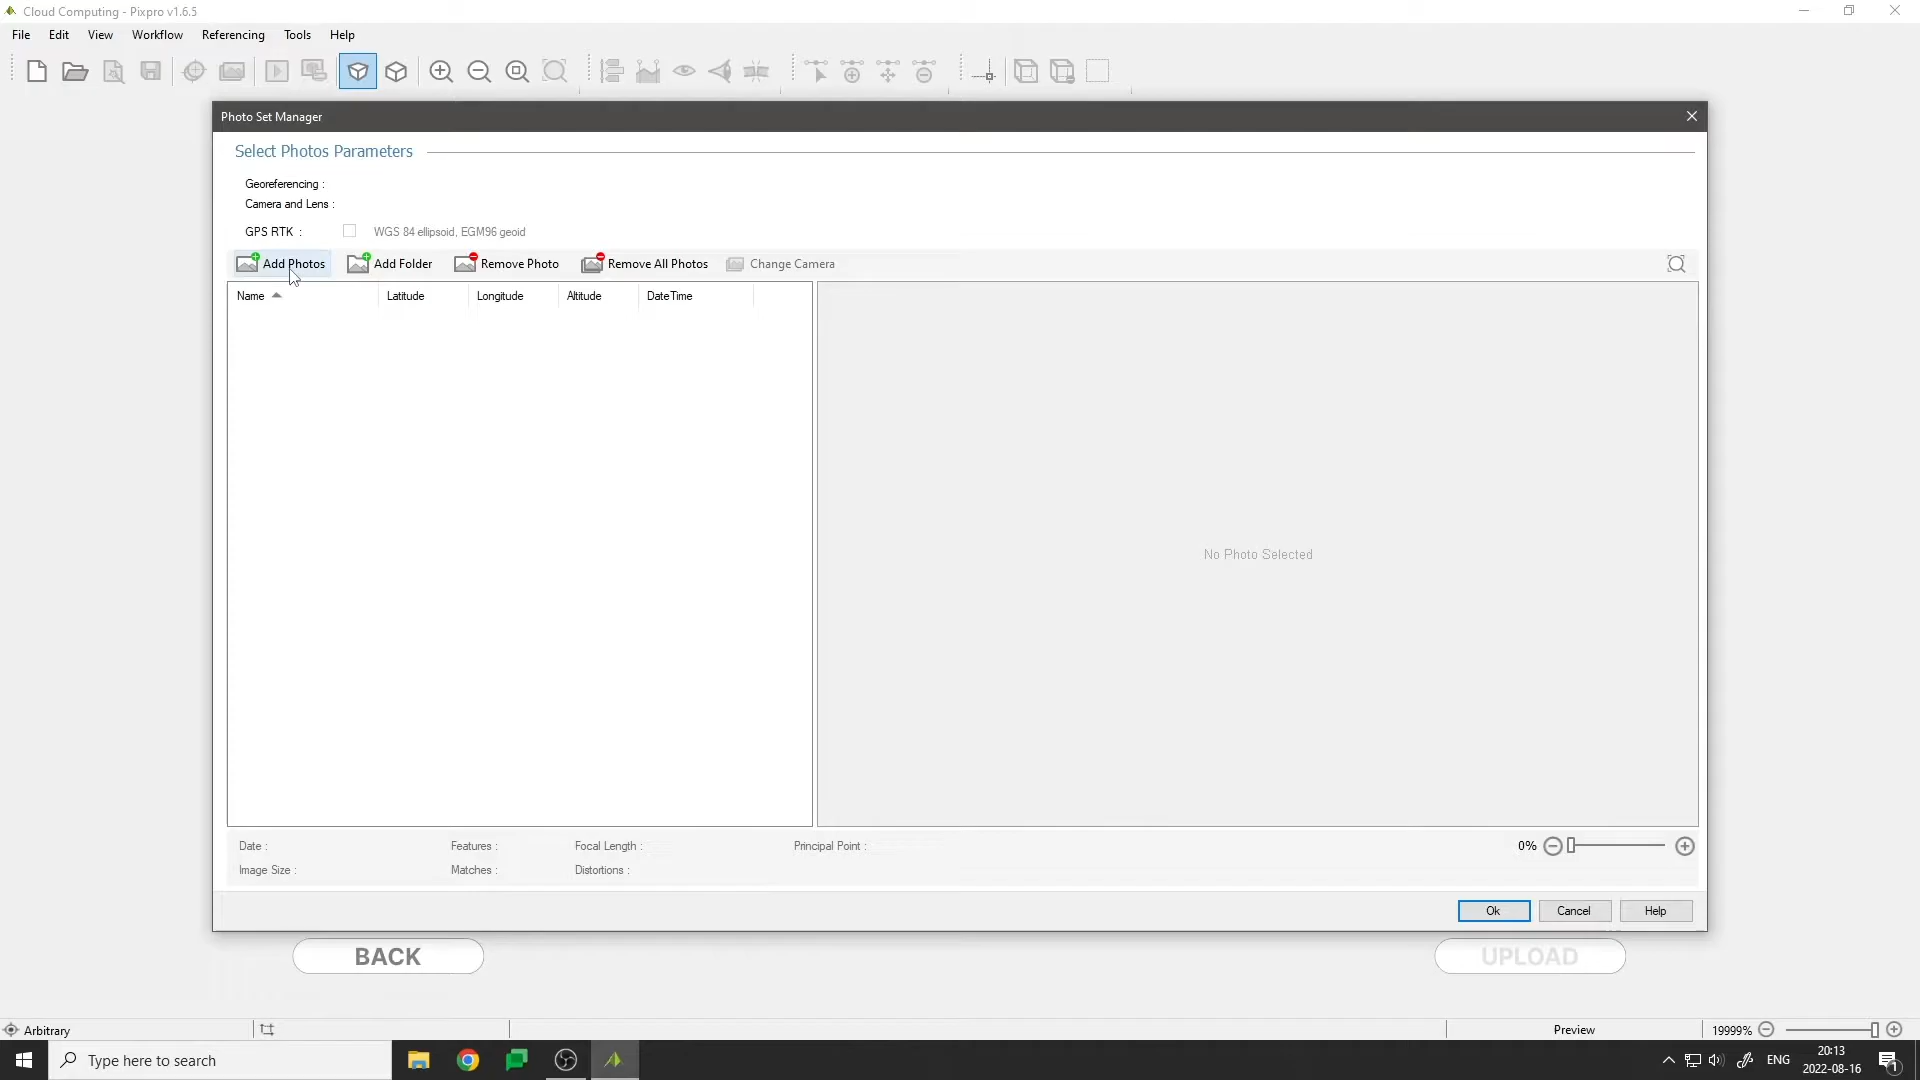 Cloud Computing - Pixpro v1.6.5
File Edit View Workflow Referencing Tools Help
Photo Set Manager
Select Photos Parameters
Georeferencing :
Camera and Lens :
GPS RTK : WGS 84 ellipsoid, EGM96 geoid
Add Photos Add Folder Remove Photo Remove All Photos Change Camera
Name Latitude Longitude Altitude DateTime
No Photo Selected
Date : Features : Focal Length : Principal Point : 0%
Image Size : Matches : Distortions :
Ok Cancel Help
BACK UPLOAD
Arbitrary Preview 19999%
Type here to search ENG 20:13
2022-08-16 1